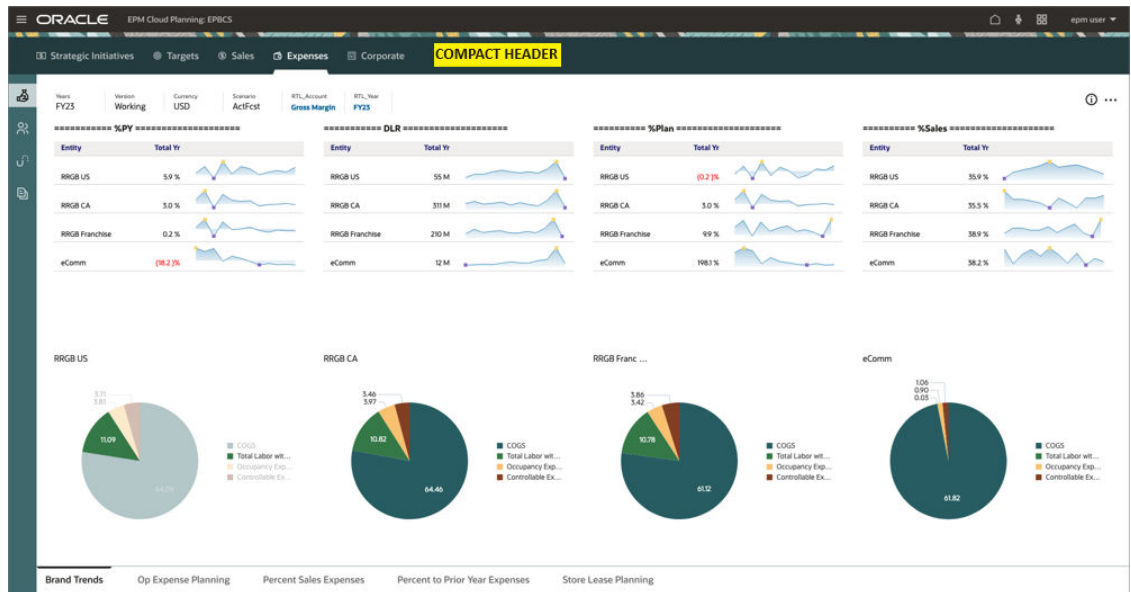 ORACLE EPM Cloud Planning: EPBCS epm user
Strategic Initiatives Targets Sales Expenses Corporate COMPACT HEADER
Years Version Currency Scenario RTL_Account RTL_Year
FY23 Working USD ActFcst Gross Margin FY23
=========== %PY ==================== =========== DLR ==================== ========== %Plan ==================== ========== %Sales ====================
Entity Total Yr Entity Total Yr Entity Total Yr Entity Total Yr
RRGB US 5.9 % RRGB US 55 M RRGB US (0.2 )% RRGB US 35.9 %
RRGB CA 3.0 % RRGB CA 311 M RRGB CA 3.0 % RRGB CA 35.5 %
RRGB Franchise 0.2 % RRGB Franchise 210 M RRGB Franchise 9.9 % RRGB Franchise 38.9 %
eComm (18.2 )% eComm 12 M eComm 198.1 % eComm 38.2 %
RRGB US RRGB CA RRGB Franc ... eComm
3.71
3.81
11.09
COGS
Total Labor wit...
Occupancy Exp...
Controllable Ex...
3.46
3.97
10.82
64.46
COGS
Total Labor wit...
Occupancy Exp...
Controllable Ex...
3.86
3.42
10.78
61.12
COGS
Total Labor wit...
Occupancy Exp...
Controllable Ex...
1.06
0.90
0.03
61.82
COGS
Total Labor wit...
Occupancy Exp...
Controllable Ex...
Brand Trends Op Expense Planning Percent Sales Expenses Percent to Prior Year Expenses Store Lease Planning